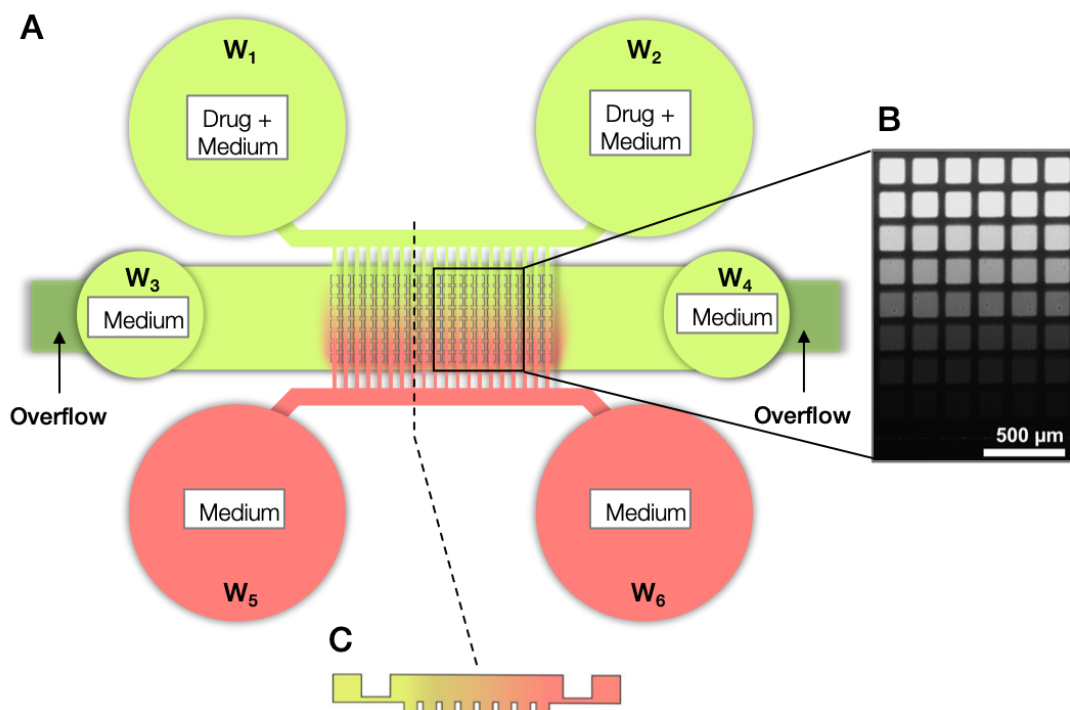 A
W₁
Drug +
Medium
W₂
Drug +
Medium
B
W₃
Medium
W₄
Medium
Overflow
Overflow
500 µm
Medium
W₅
Medium
W₆
C